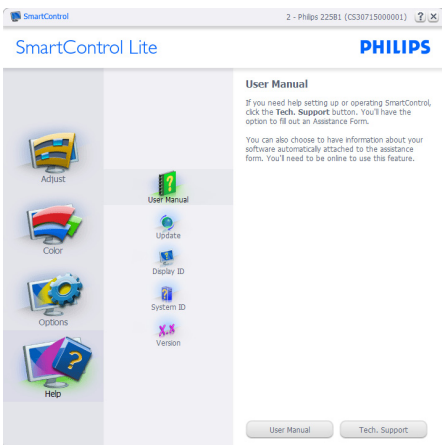 SmartControl
2 - Philips 225B1 (CS30715000001)
?
X
SmartControl Lite
PHILIPS
Adjust
Color
Options
Help
User Manual
Update
Display ID
System ID
X.X
Version
User Manual
If you need help setting up or operating SmartControl,
click the Tech. Support button. You'll have the
option to fill out an Assistance Form.
You can also choose to have information about your
software automatically attached to the assistance
form. You'll need to be online to use this feature.
User Manual
Tech. Support